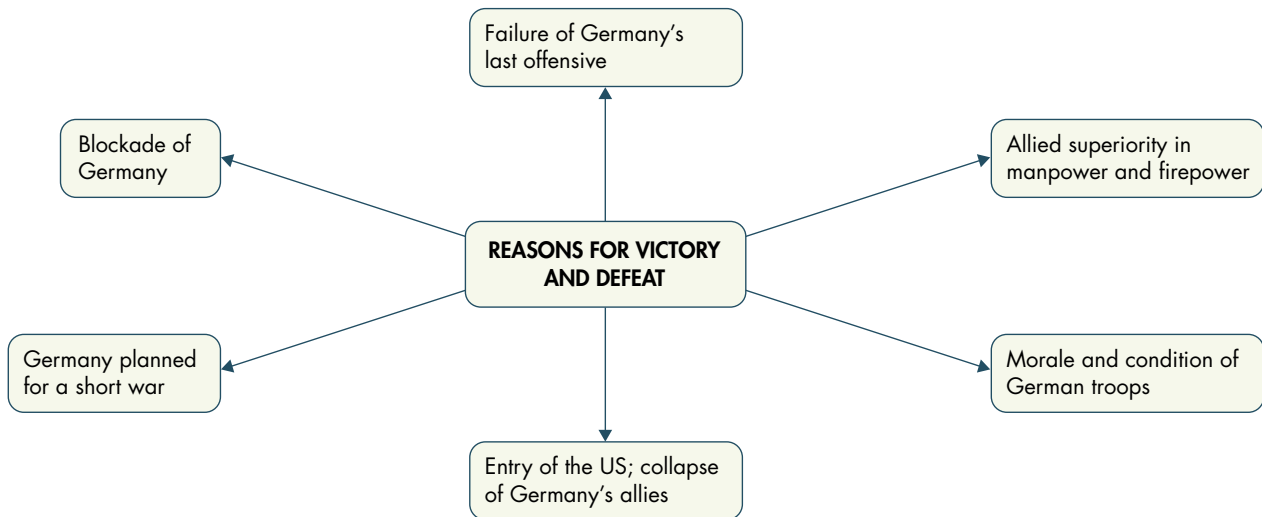 Failure of Germany’s
last offensive
Blockade of
Germany
Allied superiority in
manpower and firepower
REASONS FOR VICTORY
AND DEFEAT
Germany planned
for a short war
Morale and condition of
German troops
Entry of the US; collapse
of Germany’s allies